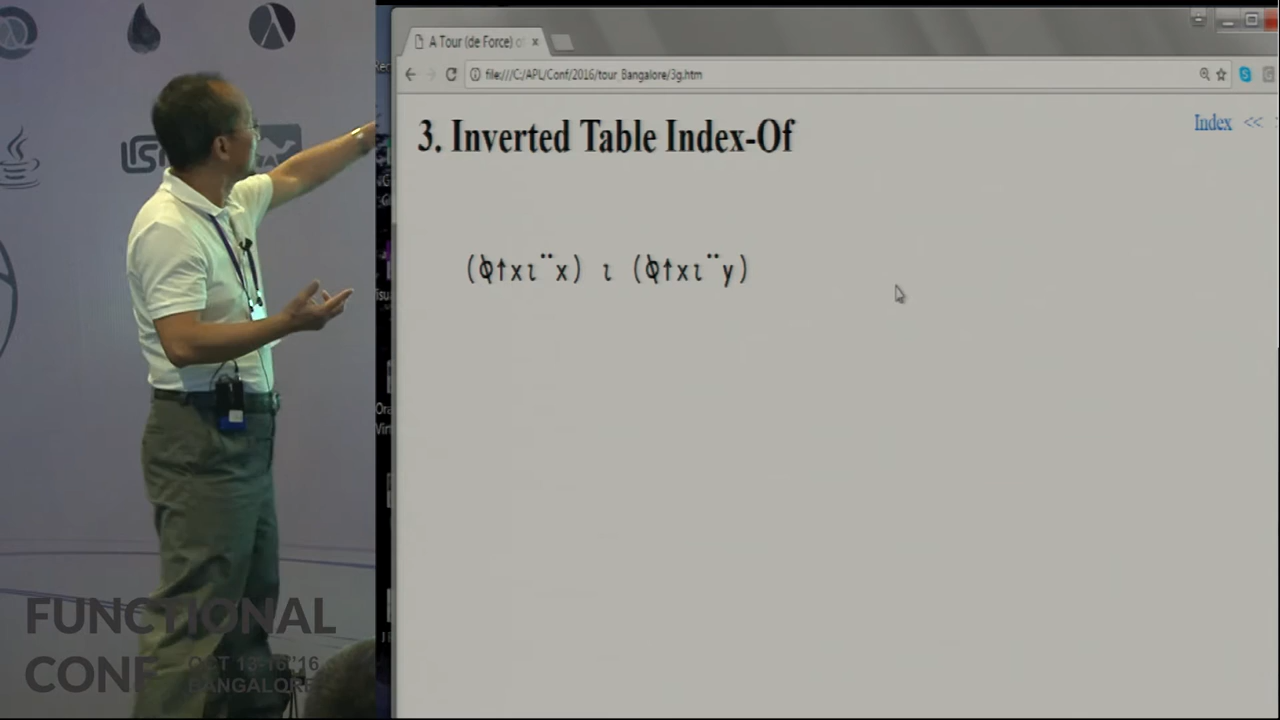 A Tour (de Force) of
file:///C:/APL/Conf/2016/tour Bangalore/3g.htm
3. Inverted Table Index-Of
Index <<
(⍉↑x⍳¨x) ⍳ (⍉↑x⍳¨y)
FUNCTIONAL
CONF OCT 13-16 '16
BANGALORE